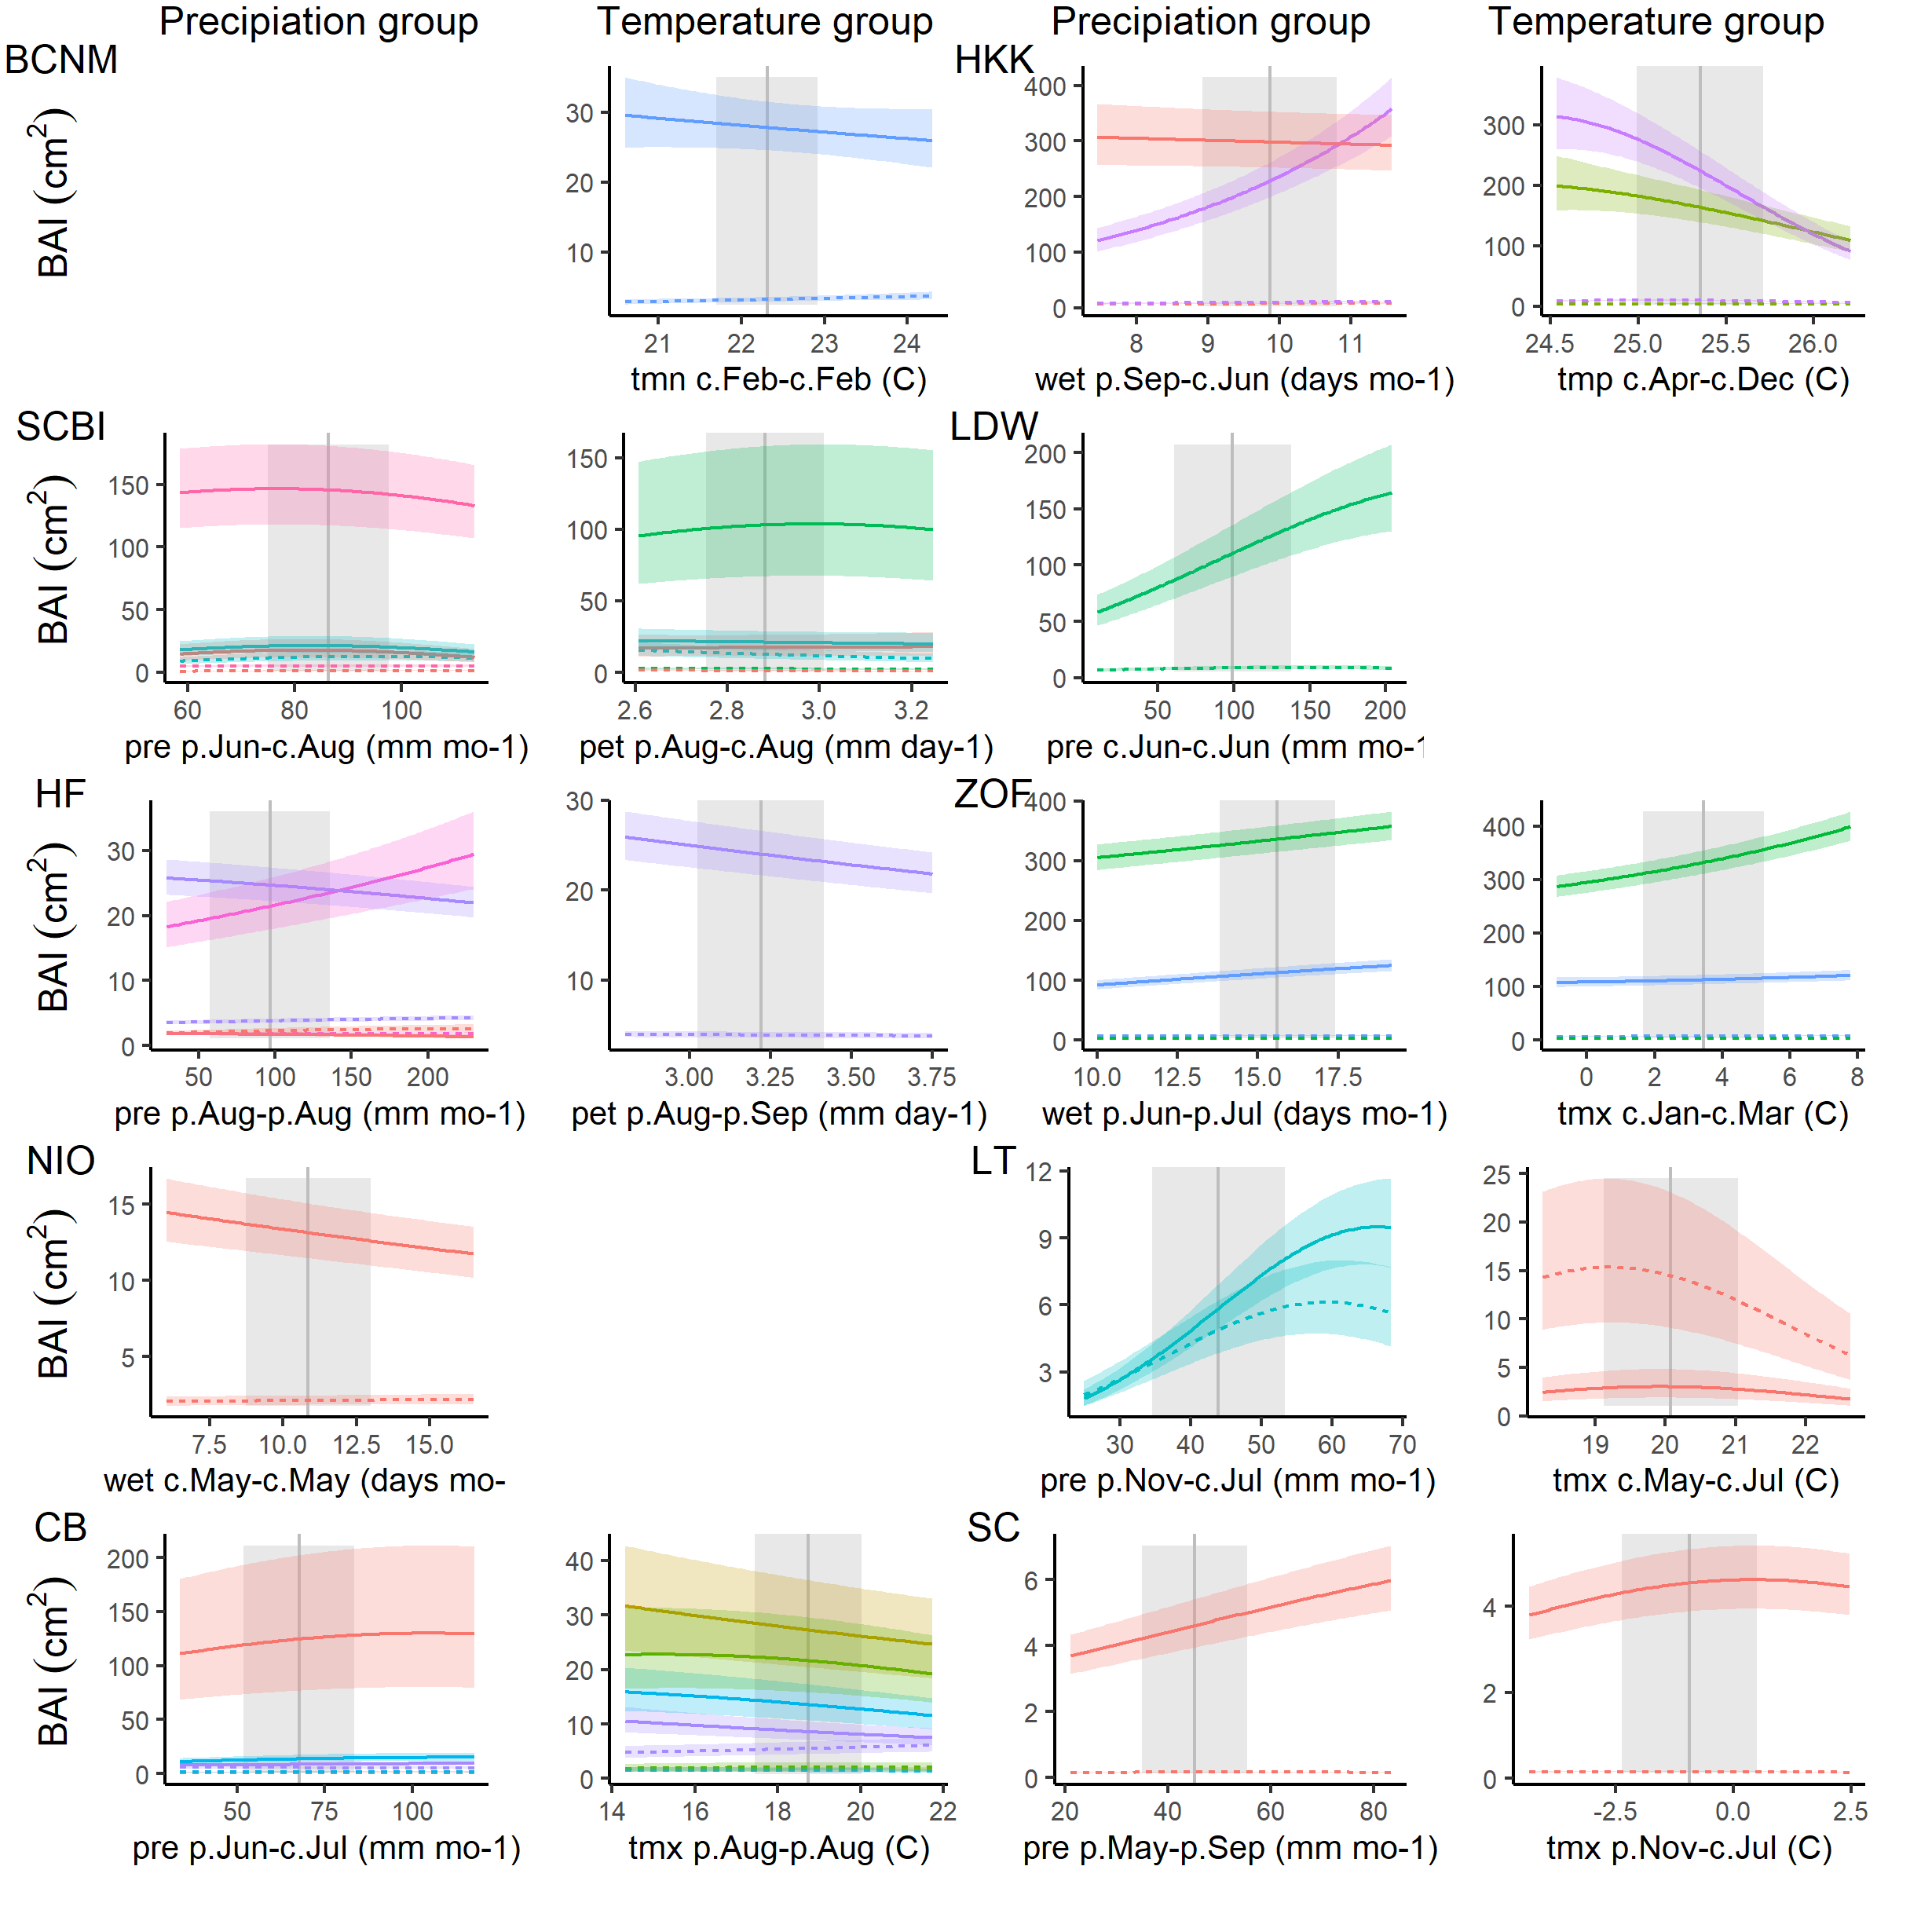 Precipiation group
Temperature group
Precipiation group
Temperature group
BCNM
BAI (cm2)
30
20
10
21 22 23 24
tmn c.Feb-c.Feb (C)
HKK
400
300
200
100
0
8 9 10 11
wet p.Sep-c.Jun (days mo-1)
300
200
100
0
24.5 25.0 25.5 26.0
tmp c.Apr-c.Dec (C)
SCBI
BAI (cm2)
150
100
50
0
60 80 100
pre p.Jun-c.Aug (mm mo-1)
150
100
50
0
2.6 2.8 3.0 3.2
pet p.Aug-c.Aug (mm day-1)
LDW
200
150
100
50
0
50 100 150 200
pre c.Jun-c.Jun (mm mo-1
HF
BAI (cm2)
30
20
10
0
50 100 150 200
pre p.Aug-p.Aug (mm mo-1)
30
20
10
3.00 3.25 3.50 3.75
pet p.Aug-p.Sep (mm day-1)
ZOF
400
300
200
100
0
10.0 12.5 15.0 17.5
wet p.Jun-p.Jul (days mo-1)
400
300
200
100
0
0 2 4 6 8
tmx c.Jan-c.Mar (C)
NIO
BAI (cm2)
15
10
5
7.5 10.0 12.5 15.0
wet c.May-c.May (days mo-
LT
12
9
6
3
30 40 50 60 70
pre p.Nov-c.Jul (mm mo-1)
25
20
15
10
5
0
19 20 21 22
tmx c.May-c.Jul (C)
CB
BAI (cm2)
200
150
100
50
0
50 75 100
pre p.Jun-c.Jul (mm mo-1)
40
30
20
10
0
14 16 18 20 22
tmx p.Aug-p.Aug (C)
SC
6
4
2
0
20 40 60 80
pre p.May-p.Sep (mm mo-1)
4
2
0
-2.5 0.0 2.5
tmx p.Nov-c.Jul (C)